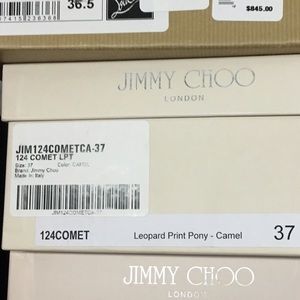 36.5
37415236368
$845.00
JIMMY CHOO
LONDON
JIM124COMETCA-37
124 COMET LPT
Size: 37 Color: CAMEL
Brand: Jimmy Choo
Made In: Italy
JIM124COMETCA-37
124COMET Leopard Print Pony - Camel 37
JIMMY CHOO
LONDON